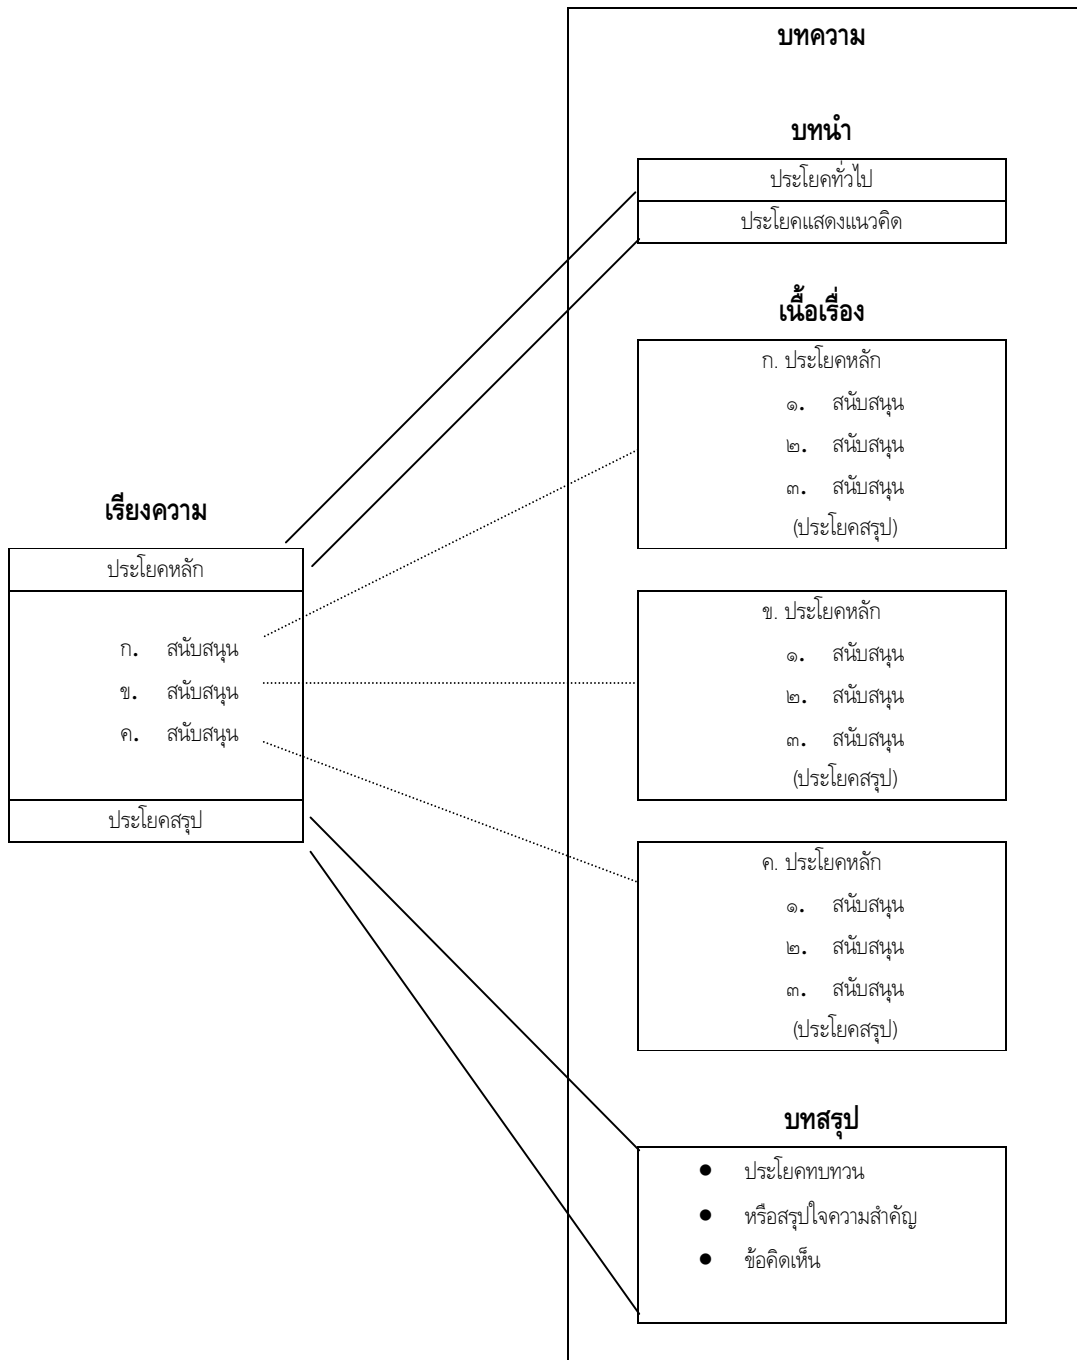 บทความ
บทนำ
ประโยคทั่วไป
ประโยคแสดงแนวคิด
เนื้อเรื่อง
ก. ประโยคหลัก
๑. สนับสนุน
๒. สนับสนุน
๓. สนับสนุน
(ประโยคสรุป)
เรียงความ
ประโยคหลัก
ก. สนับสนุน
ข. สนับสนุน
ค. สนับสนุน
ประโยคสรุป
ข. ประโยคหลัก
๑. สนับสนุน
๒. สนับสนุน
๓. สนับสนุน
(ประโยคสรุป)
ค. ประโยคหลัก
๑. สนับสนุน
๒. สนับสนุน
๓. สนับสนุน
(ประโยคสรุป)
บทสรุป
● ประโยคทบทวน
● หรือสรุปใจความสำคัญ
● ข้อคิดเห็น